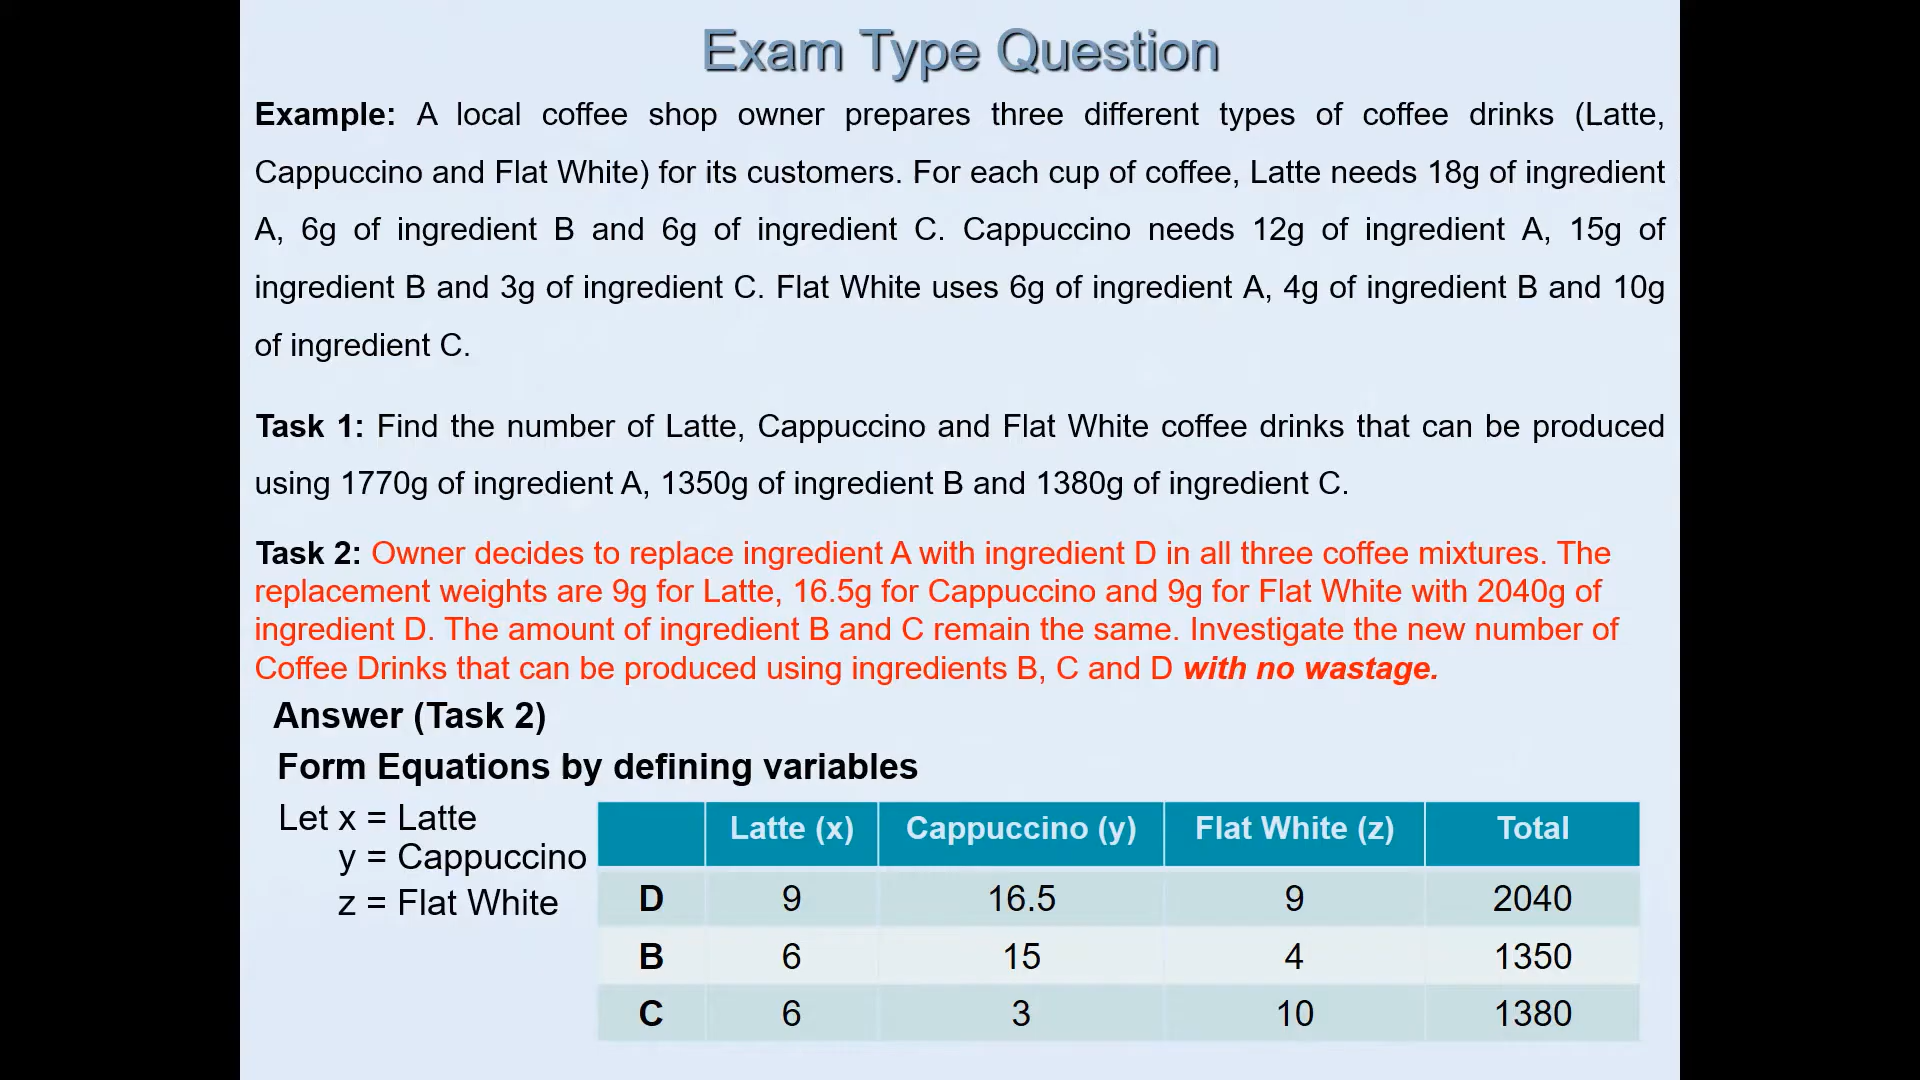 Exam Type Question
Example: A local coffee shop owner prepares three different types of coffee drinks (Latte,
Cappuccino and Flat White) for its customers. For each cup of coffee, Latte needs 18g of ingredient
A, 6g of ingredient B and 6g of ingredient C. Cappuccino needs 12g of ingredient A, 15g of
ingredient B and 3g of ingredient C. Flat White uses 6g of ingredient A, 4g of ingredient B and 10g
of ingredient C.
Task 1: Find the number of Latte, Cappuccino and Flat White coffee drinks that can be produced
using 1770g of ingredient A, 1350g of ingredient B and 1380g of ingredient C.
Task 2: Owner decides to replace ingredient A with ingredient D in all three coffee mixtures. The
replacement weights are 9g for Latte, 16.5g for Cappuccino and 9g for Flat White with 2040g of
ingredient D. The amount of ingredient B and C remain the same. Investigate the new number of
Coffee Drinks that can be produced using ingredients B, C and D with no wastage.
Answer (Task 2)
Form Equations by defining variables
Let x = Latte
y = Cappuccino
z = Flat White
Latte (x) Cappuccino (y) Flat White (z) Total
D 9 16.5 9 2040
B 6 15 4 1350
C 6 3 10 1380